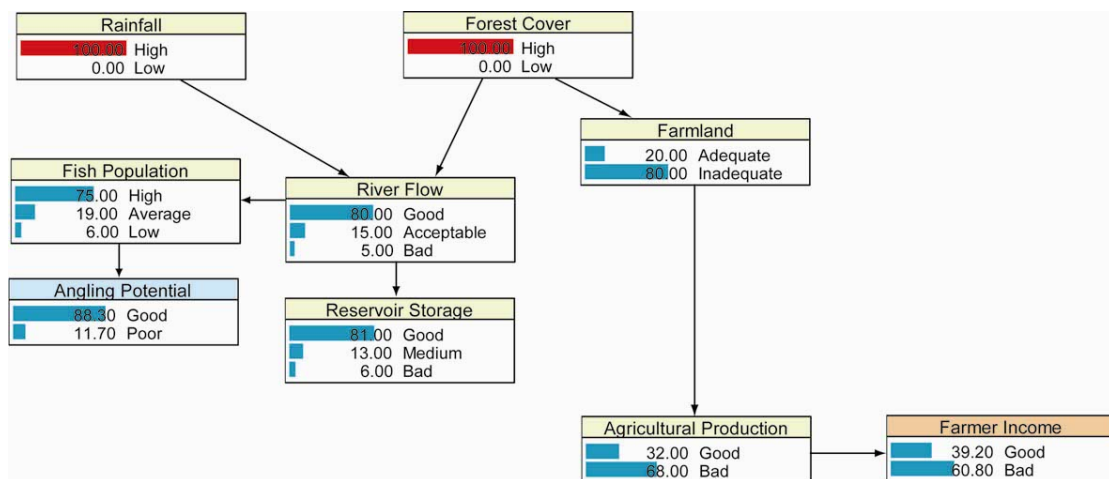 Rainfall
100.00 High
0.00 Low
Forest Cover
100.00 High
0.00 Low
Farmland
20.00 Adequate
80.00 Inadequate
Fish Population
75.00 High
19.00 Average
6.00 Low
River Flow
80.00 Good
15.00 Acceptable
5.00 Bad
Angling Potential
88.30 Good
11.70 Poor
Reservoir Storage
81.00 Good
13.00 Medium
6.00 Bad
Agricultural Production
32.00 Good
68.00 Bad
Farmer Income
39.20 Good
60.80 Bad